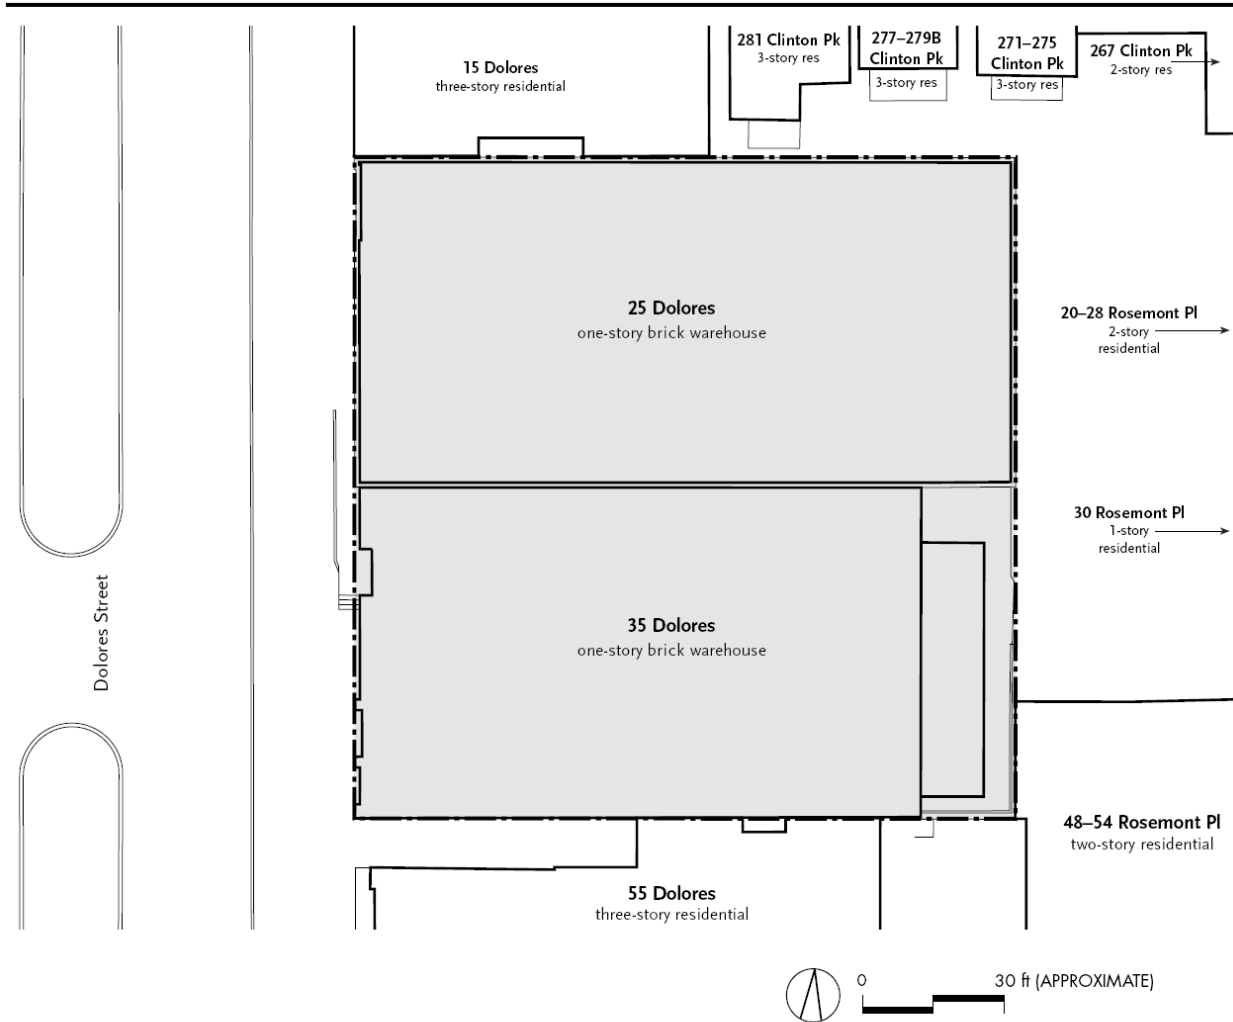 15 Dolores
three-story residential
281 Clinton Pk
3-story res
277–279B
Clinton Pk
3-story res
271–275
Clinton Pk
3-story res
267 Clinton Pk
2-story res
25 Dolores
one-story brick warehouse
20–28 Rosemont Pl
2-story
residential
30 Rosemont Pl
1-story
residential
Dolores Street
35 Dolores
one-story brick warehouse
48–54 Rosemont Pl
two-story residential
55 Dolores
three-story residential
0 30 ft (APPROXIMATE)